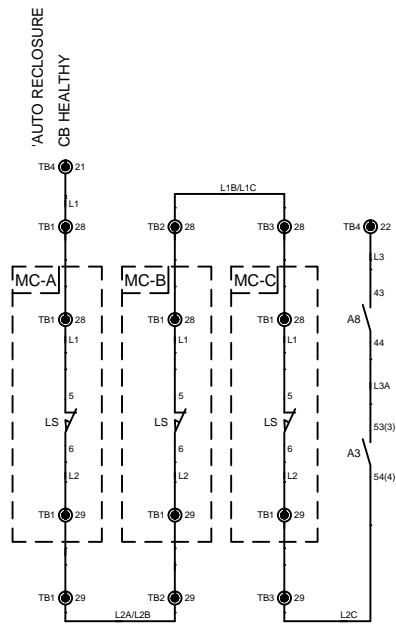 'AUTO RECLOSURE
CB HEALTHY
TB4 21
L1
L1B/L1C
TB1 28
TB2 28
TB3 28
TB4 22
L3
MC-A
MC-B
MC-C
43
TB1 28
TB1 28
TB1 28
A8
L1
L1
L1
44
L3A
5
5
5
LS
LS
LS
53(3)
6
6
6
A3
L2
L2
L2
54(4)
TB1 29
TB1 29
TB1 29
TB1 29
TB2 29
TB3 29
L2A/L2B
L2C